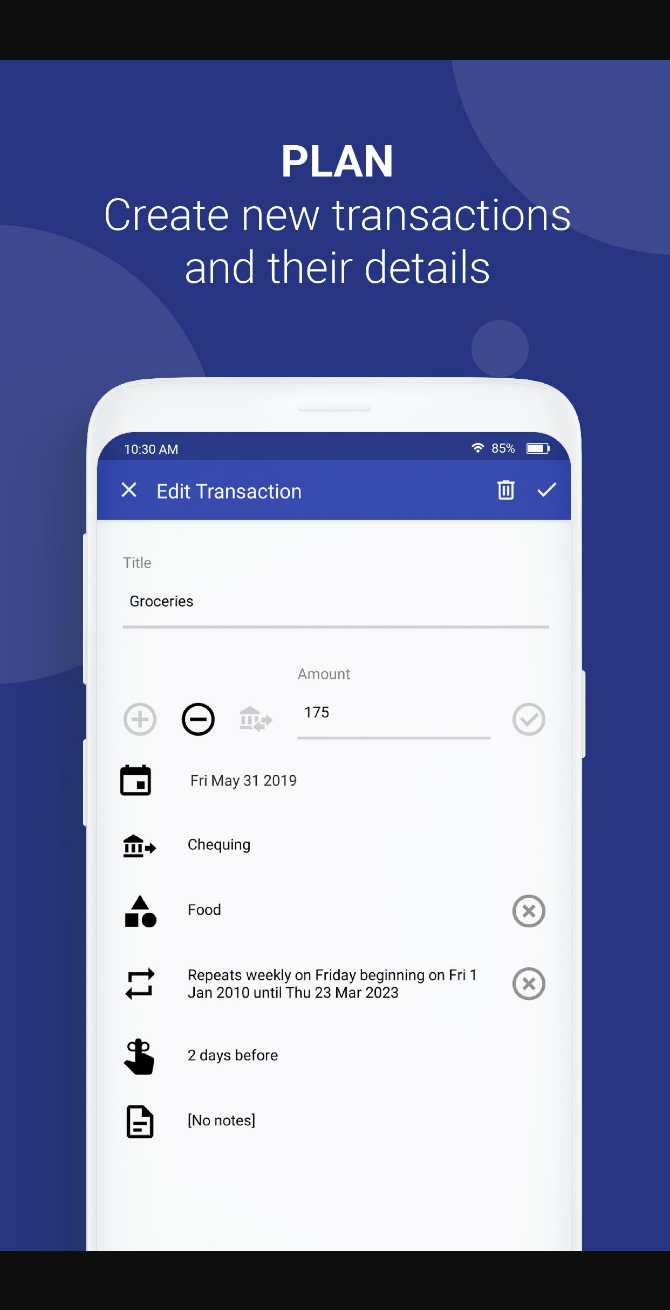 PLAN
Create new transactions
and their details
10:30 AM 85%
Edit Transaction
Title
Groceries
Amount
175
Fri May 31 2019
Chequing
Food
Repeats weekly on Friday beginning on Fri 1
Jan 2010 until Thu 23 Mar 2023
2 days before
[No notes]